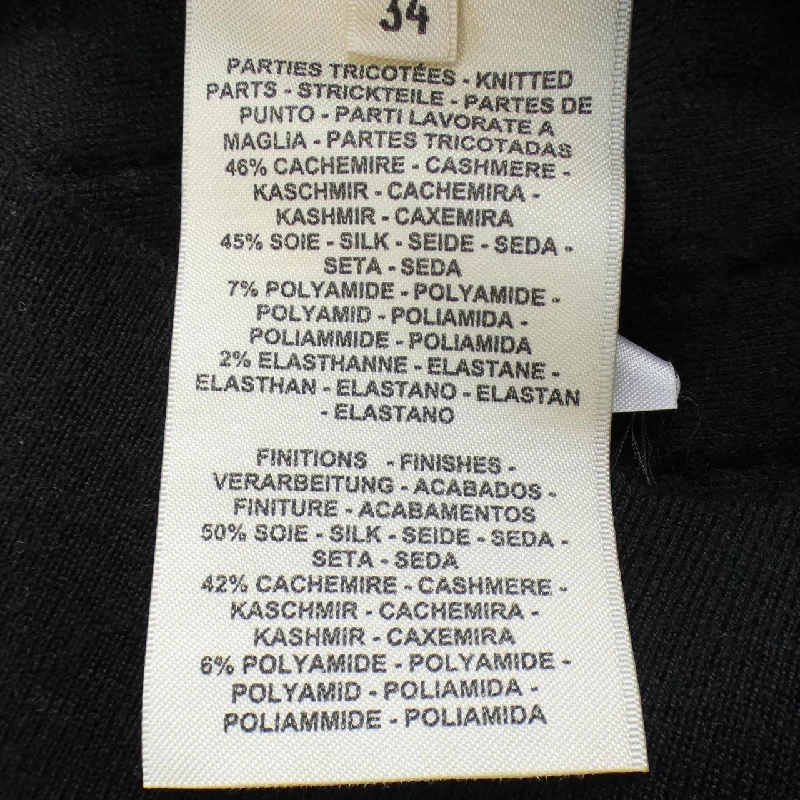 34
PARTIES TRICOTÉES - KNITTED
PARTS - STRICKTEILE - PARTES DE
PUNTO - PARTI LAVORATE A
MAGLIA - PARTES TRICOTADAS
46% CACHEMIRE - CASHMERE -
KASCHMIR - CACHEMIRA -
KASHMIR - CAXEMIRA
45% SOIE - SILK - SEIDE - SEDA -
SETA - SEDA
7% POLYAMIDE - POLYAMIDE -
POLYAMID - POLIAMIDA -
POLIAMMIDE - POLIAMIDA
2% ELASTHANNE - ELASTANE -
ELASTHAN - ELASTANO - ELASTAN
- ELASTANO
FINITIONS - FINISHES -
VERARBEITUNG - ACABADOS -
FINITURE - ACABAMENTOS
50% SOIE - SILK - SEIDE - SEDA -
SETA - SEDA
42% CACHEMIRE - CASHMERE -
KASCHMIR - CACHEMIRA -
KASHMIR - CAXEMIRA
6% POLYAMIDE - POLYAMIDE -
POLYAMID - POLIAMIDA -
POLIAMMIDE - POLIAMIDA